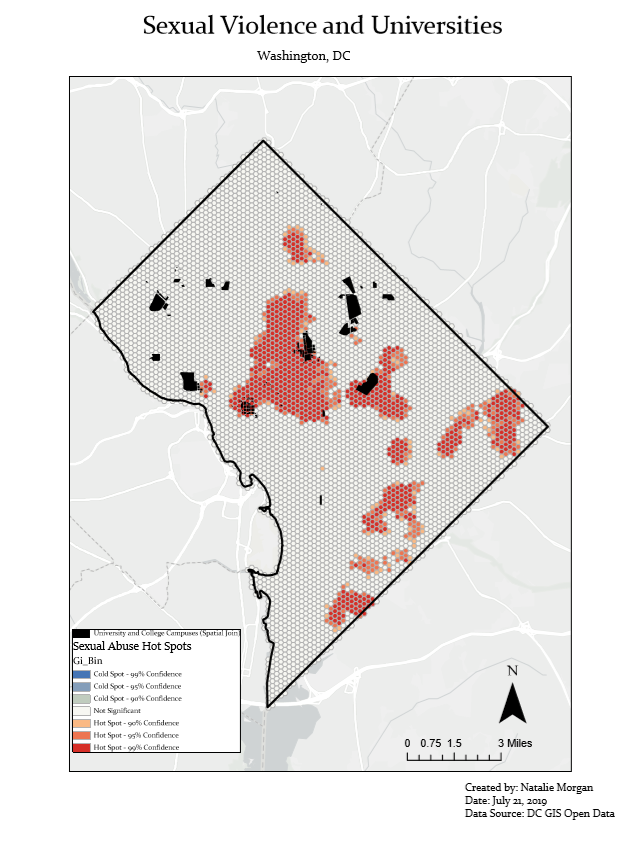 Sexual Violence and Universities
Washington, DC
University and College Campuses (Spatial Join)
Sexual Abuse Hot Spots
Gi_Bin
Cold Spot - 99% Confidence
Cold Spot - 95% Confidence
Cold Spot - 90% Confidence
Not Significant
Hot Spot - 90% Confidence
Hot Spot - 95% Confidence
Hot Spot - 99% Confidence
N
0 0.75 1.5 3 Miles
Created by: Natalie Morgan
Date: July 21, 2019
Data Source: DC GIS Open Data